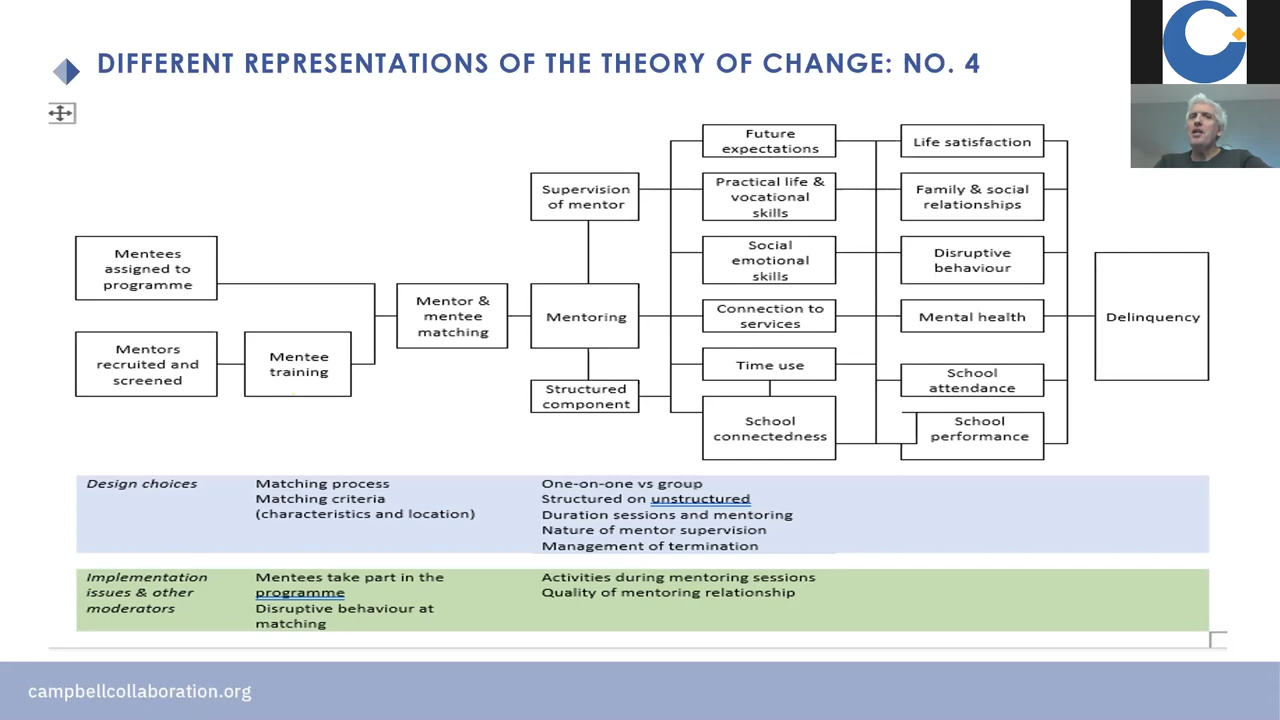 DIFFERENT REPRESENTATIONS OF THE THEORY OF CHANGE: NO. 4
Mentees
assigned to
programme
Mentors
recruited and
screened
Mentee
training
Mentor &
mentee
matching
Supervision
of mentor
Mentoring
Structured
component
Future
expectations
Practical life &
vocational
skills
Social
emotional
skills
Connection to
services
Time use
School
connectedness
Life satisfaction
Family & social
relationships
Disruptive
behaviour
Mental health
School
attendance
School
performance
Delinquency
Design choices
Matching process
Matching criteria
(characteristics and location)
One-on-one vs group
Structured on unstructured
Duration sessions and mentoring
Nature of mentor supervision
Management of termination
Implementation
issues & other
moderators
Mentees take part in the
programme
Disruptive behaviour at
matching
Activities during mentoring sessions
Quality of mentoring relationship
campbellcollaboration.org